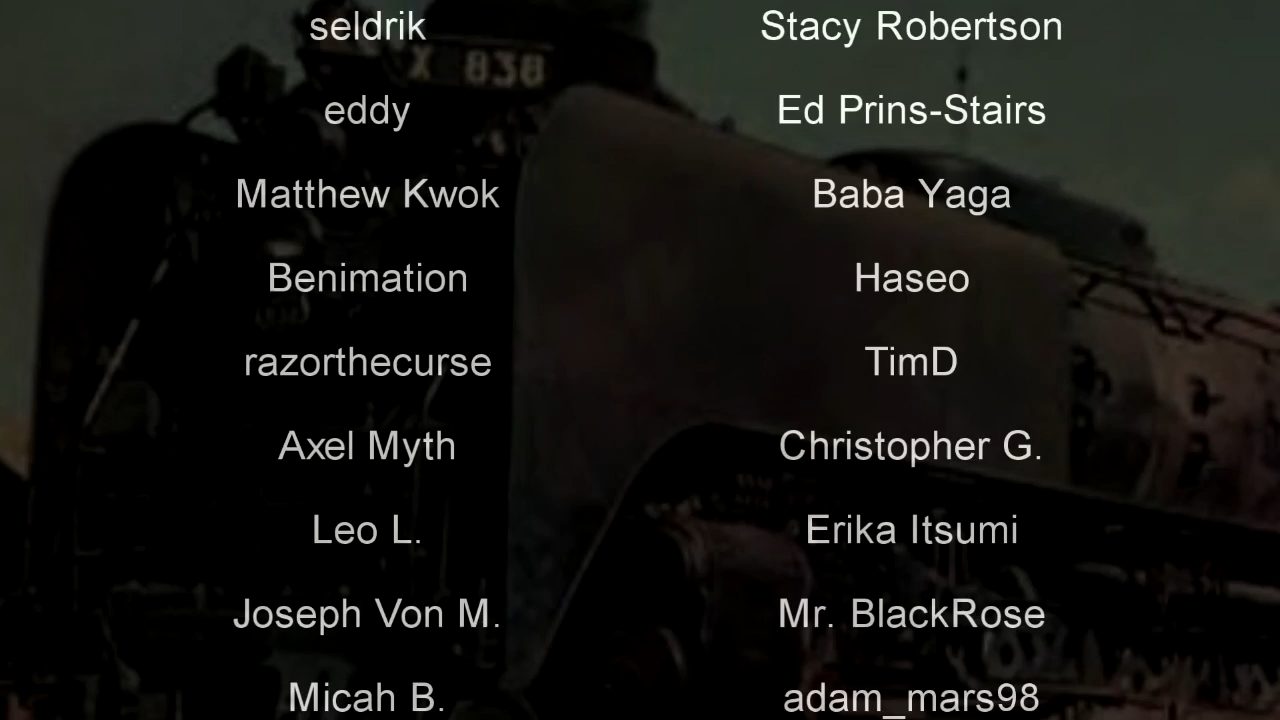 X 838
seldrik
Stacy Robertson
eddy
Ed Prins-Stairs
Matthew Kwok
Baba Yaga
Benimation
Haseo
razorthecurse
TimD
Axel Myth
Christopher G.
Leo L.
Erika Itsumi
Joseph Von M.
Mr. BlackRose
Micah B.
adam_mars98